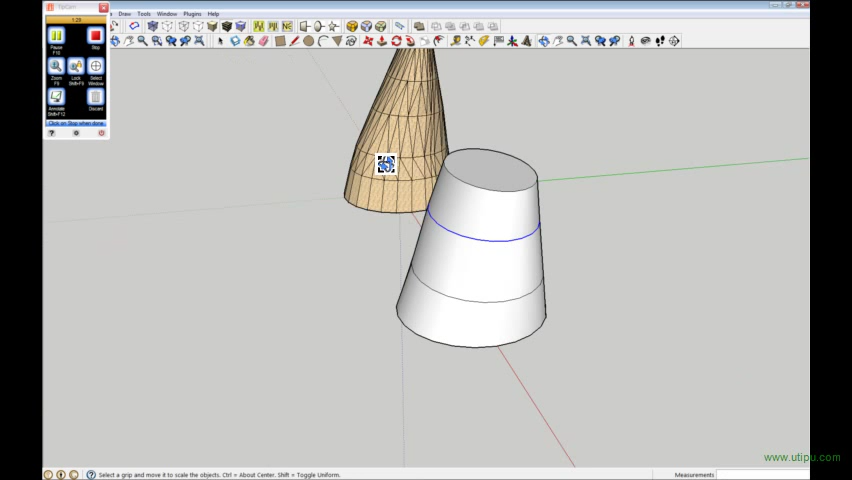 TipCam
Draw Tools Window Plugins Help
1:29
Pause F10
Stop
Zoom F9
Lock Shift+F9
Select Window
Annotate Shift+F12
Discard
Click on Stop when done
www.utipu.com
Select a grip and move it to scale the objects. Ctrl = About Center. Shift = Toggle Uniform.
Measurements